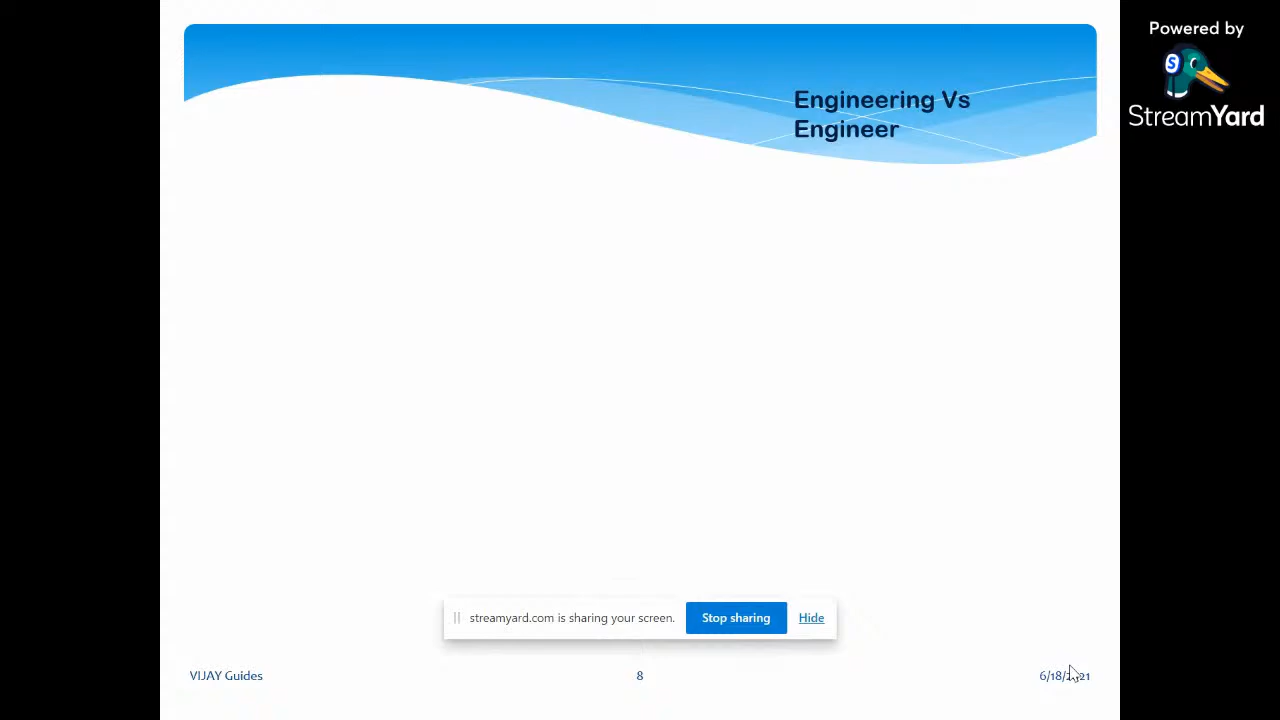 Powered by
StreamYard
Engineering Vs
Engineer
streamyard.com is sharing your screen.
Stop sharing
Hide
VIJAY Guides
8